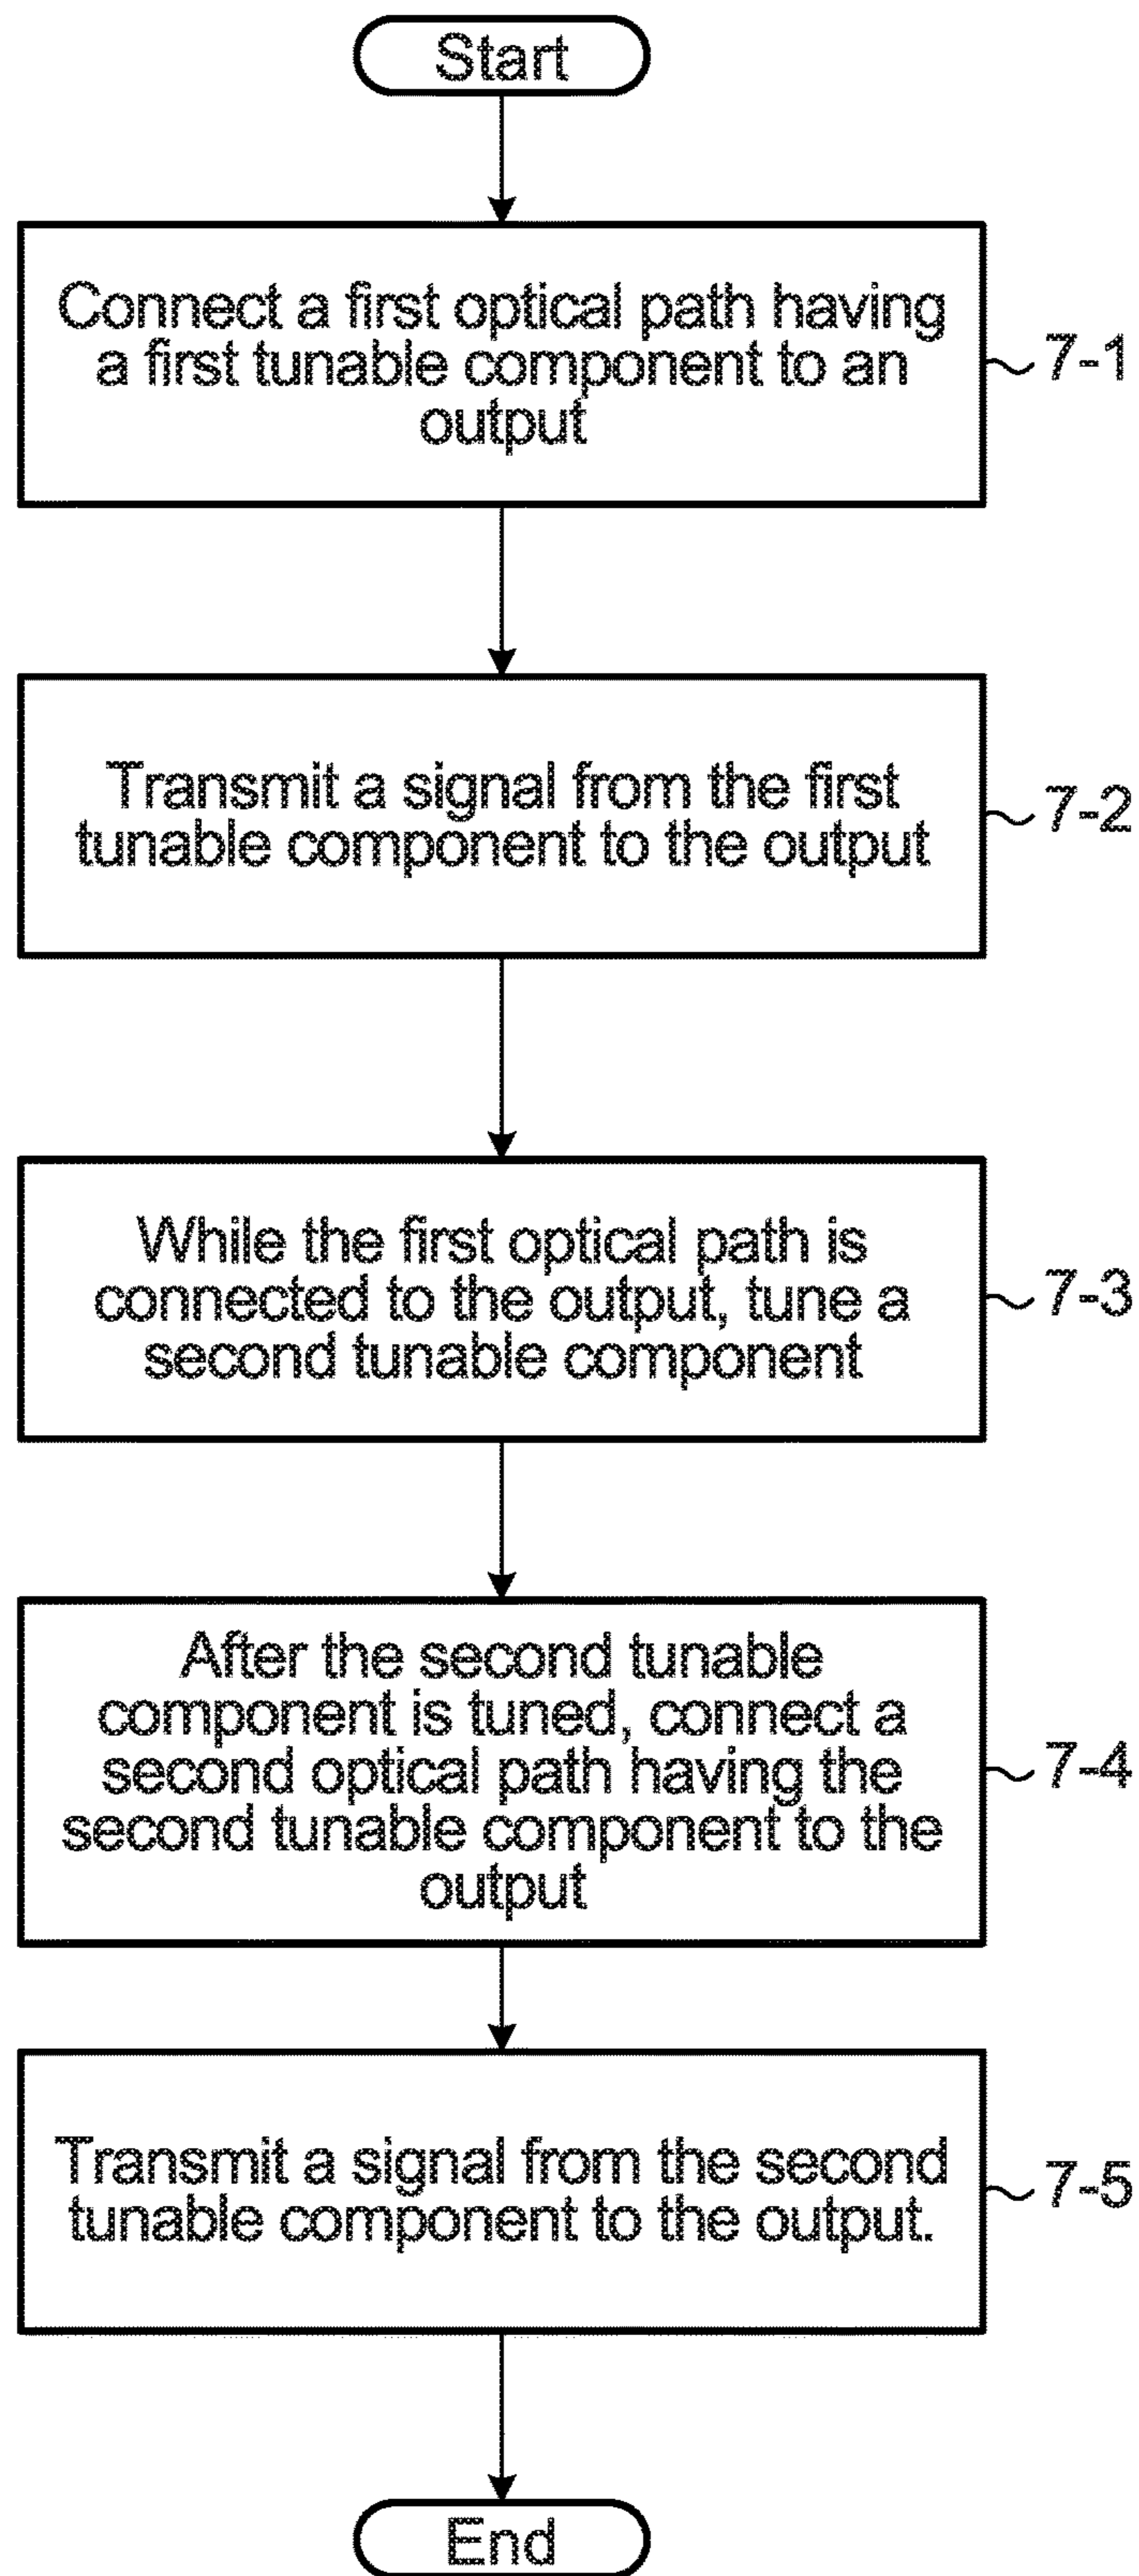 Start
Connect a first optical path having
a first tunable component to an
output
7-1
Transmit a signal from the first
tunable component to the output
7-2
While the first optical path is
connected to the output, tune a
second tunable component
7-3
After the second tunable
component is tuned, connect a
second optical path having the
second tunable component to the
output
7-4
Transmit a signal from the second
tunable component to the output.
7-5
End